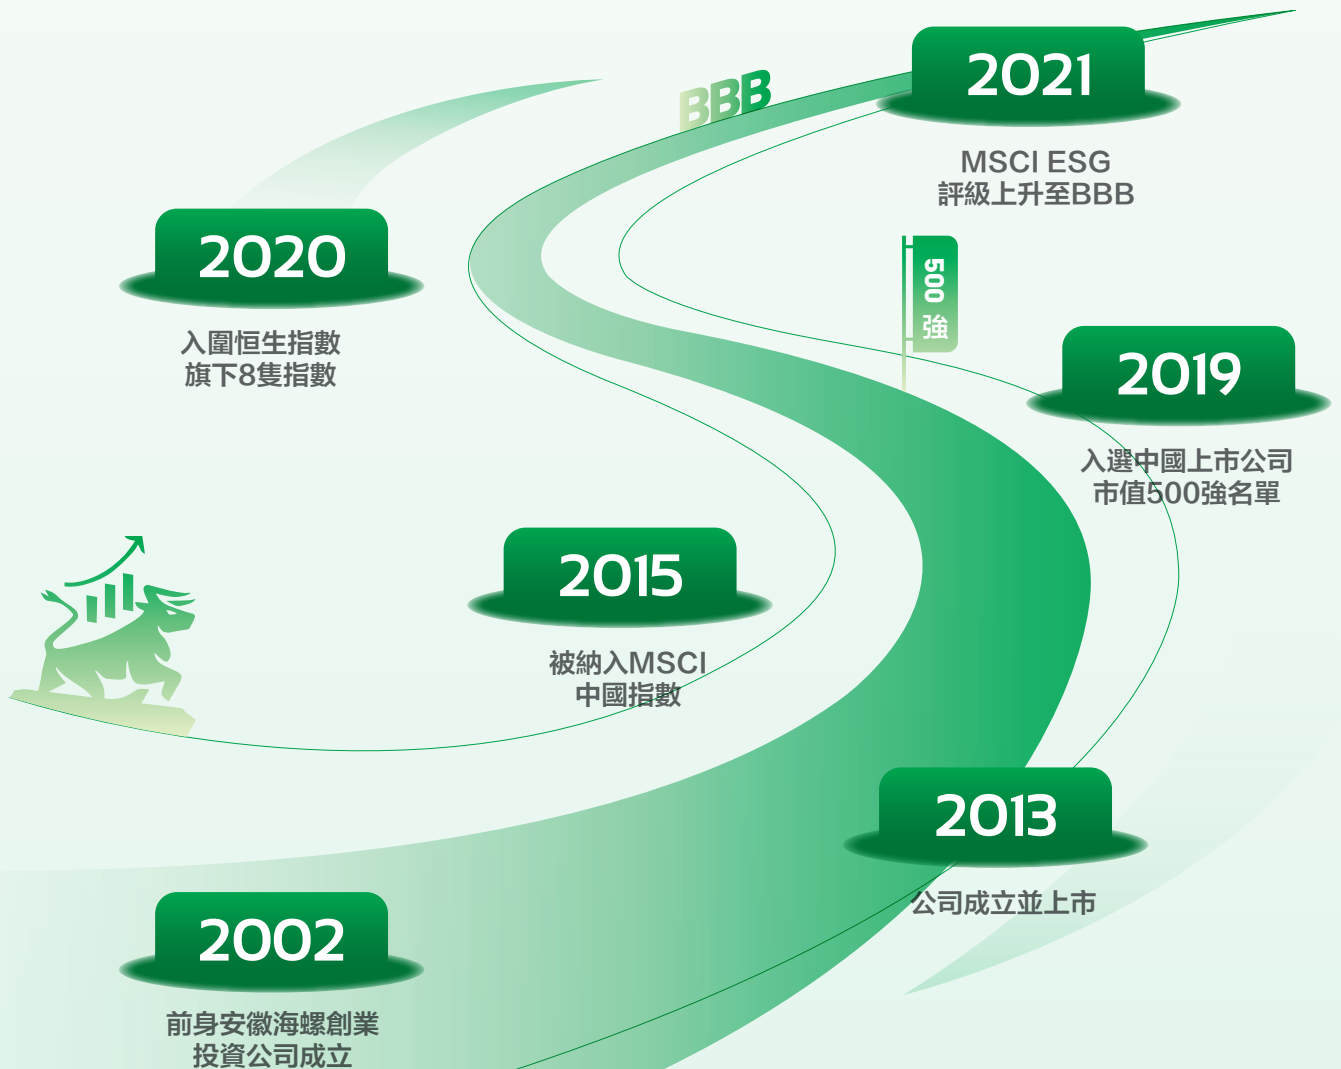 BBB
2021
MSCI ESG
評級上升至BBB
2020
入圍恒生指數
旗下8隻指數
500 強
2019
入選中國上市公司
市值500強名單
2015
被納入MSCI
中國指數
2013
公司成立並上市
2002
前身安徽海螺創業
投資公司成立